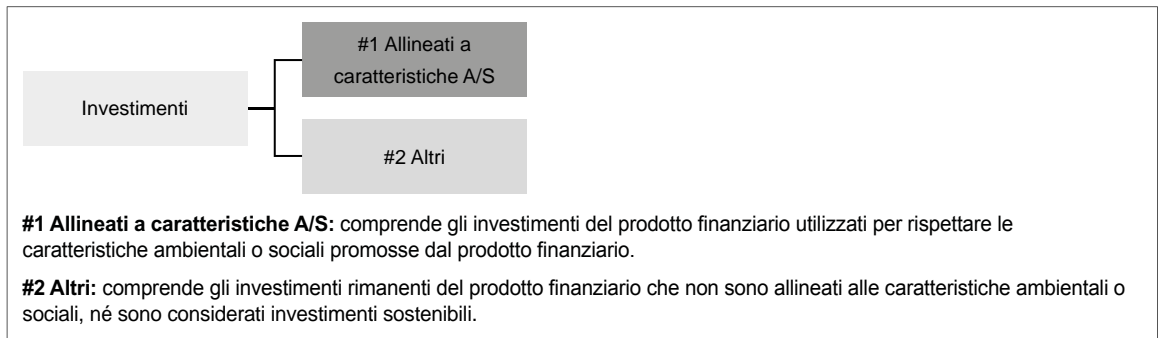 #1 Allineati a
caratteristiche A/S
Investimenti
#2 Altri
#1 Allineati a caratteristiche A/S: comprende gli investimenti del prodotto finanziario utilizzati per rispettare le
caratteristiche ambientali o sociali promosse dal prodotto finanziario.
#2 Altri: comprende gli investimenti rimanenti del prodotto finanziario che non sono allineati alle caratteristiche ambientali o
sociali, né sono considerati investimenti sostenibili.